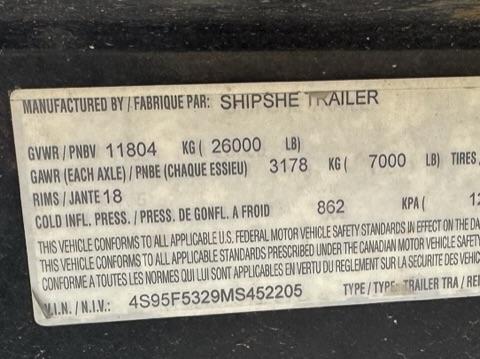 MANUFACTURED BY / FABRIQUE PAR: SHIPSHE TRAILER
GVWR / PNBV 11804 KG ( 26000 LB)
GAWR (EACH AXLE) / PNBE (CHAQUE ESSIEU) 3178 KG ( 7000 LB) TIRES,
RIMS / JANTE 18
COLD INFL. PRESS. / PRESS. DE GONFL. A FROID 862 KPA ( 12
THIS VEHICLE CONFORMS TO ALL APPLICABLE U.S. FEDERAL MOTOR VEHICLE SAFETY STANDARDS IN EFFECT ON THE DA
THIS VEHICLE CONFORMS TO ALL APPLICABLE STANDARDS PRESCRIBED UNDER THE CANADIAN MOTOR VEHICLE SAFETY
CONFORME A TOUTES LES NORMES QUI LUI SONT APPLICABLES EN VERTU DU REGLEMENT SUR LA SECURITE DES VEHIC
V.I.N. / N.I.V.: 4S95F5329MS452205 TYPE / TYPE: TRAILER TRA / REI